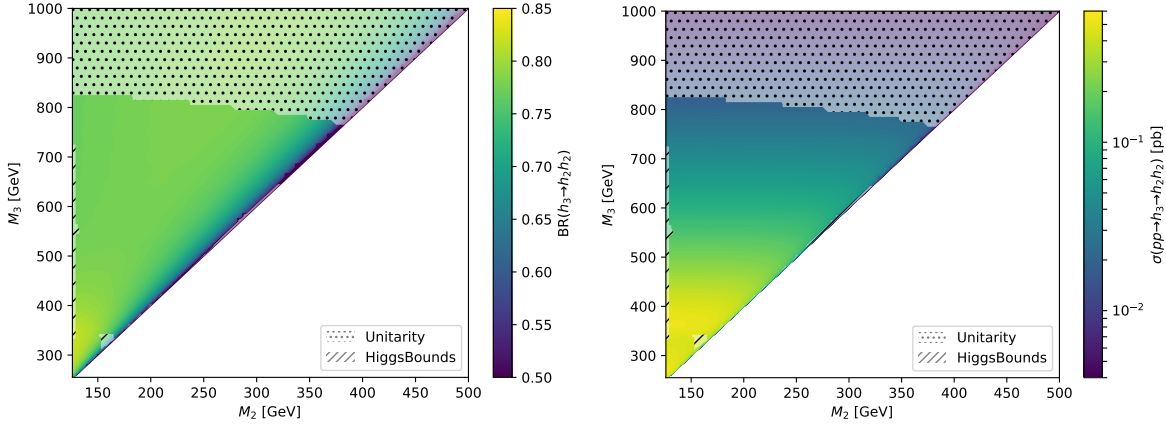 1000
900
800
700
600
500
400
300
M₃ [GeV]
150 200 250 300 350 400 450 500
M₂ [GeV]
Unitarity
HiggsBounds
0.85
0.80
0.75
0.70
0.65
0.60
0.55
0.50
BR(h₃→h₂h₂)
1000
900
800
700
600
500
400
300
M₃ [GeV]
150 200 250 300 350 400 450 500
M₂ [GeV]
Unitarity
HiggsBounds
10⁻¹
10⁻²
σ(pp→h₃→h₂h₂) [pb]